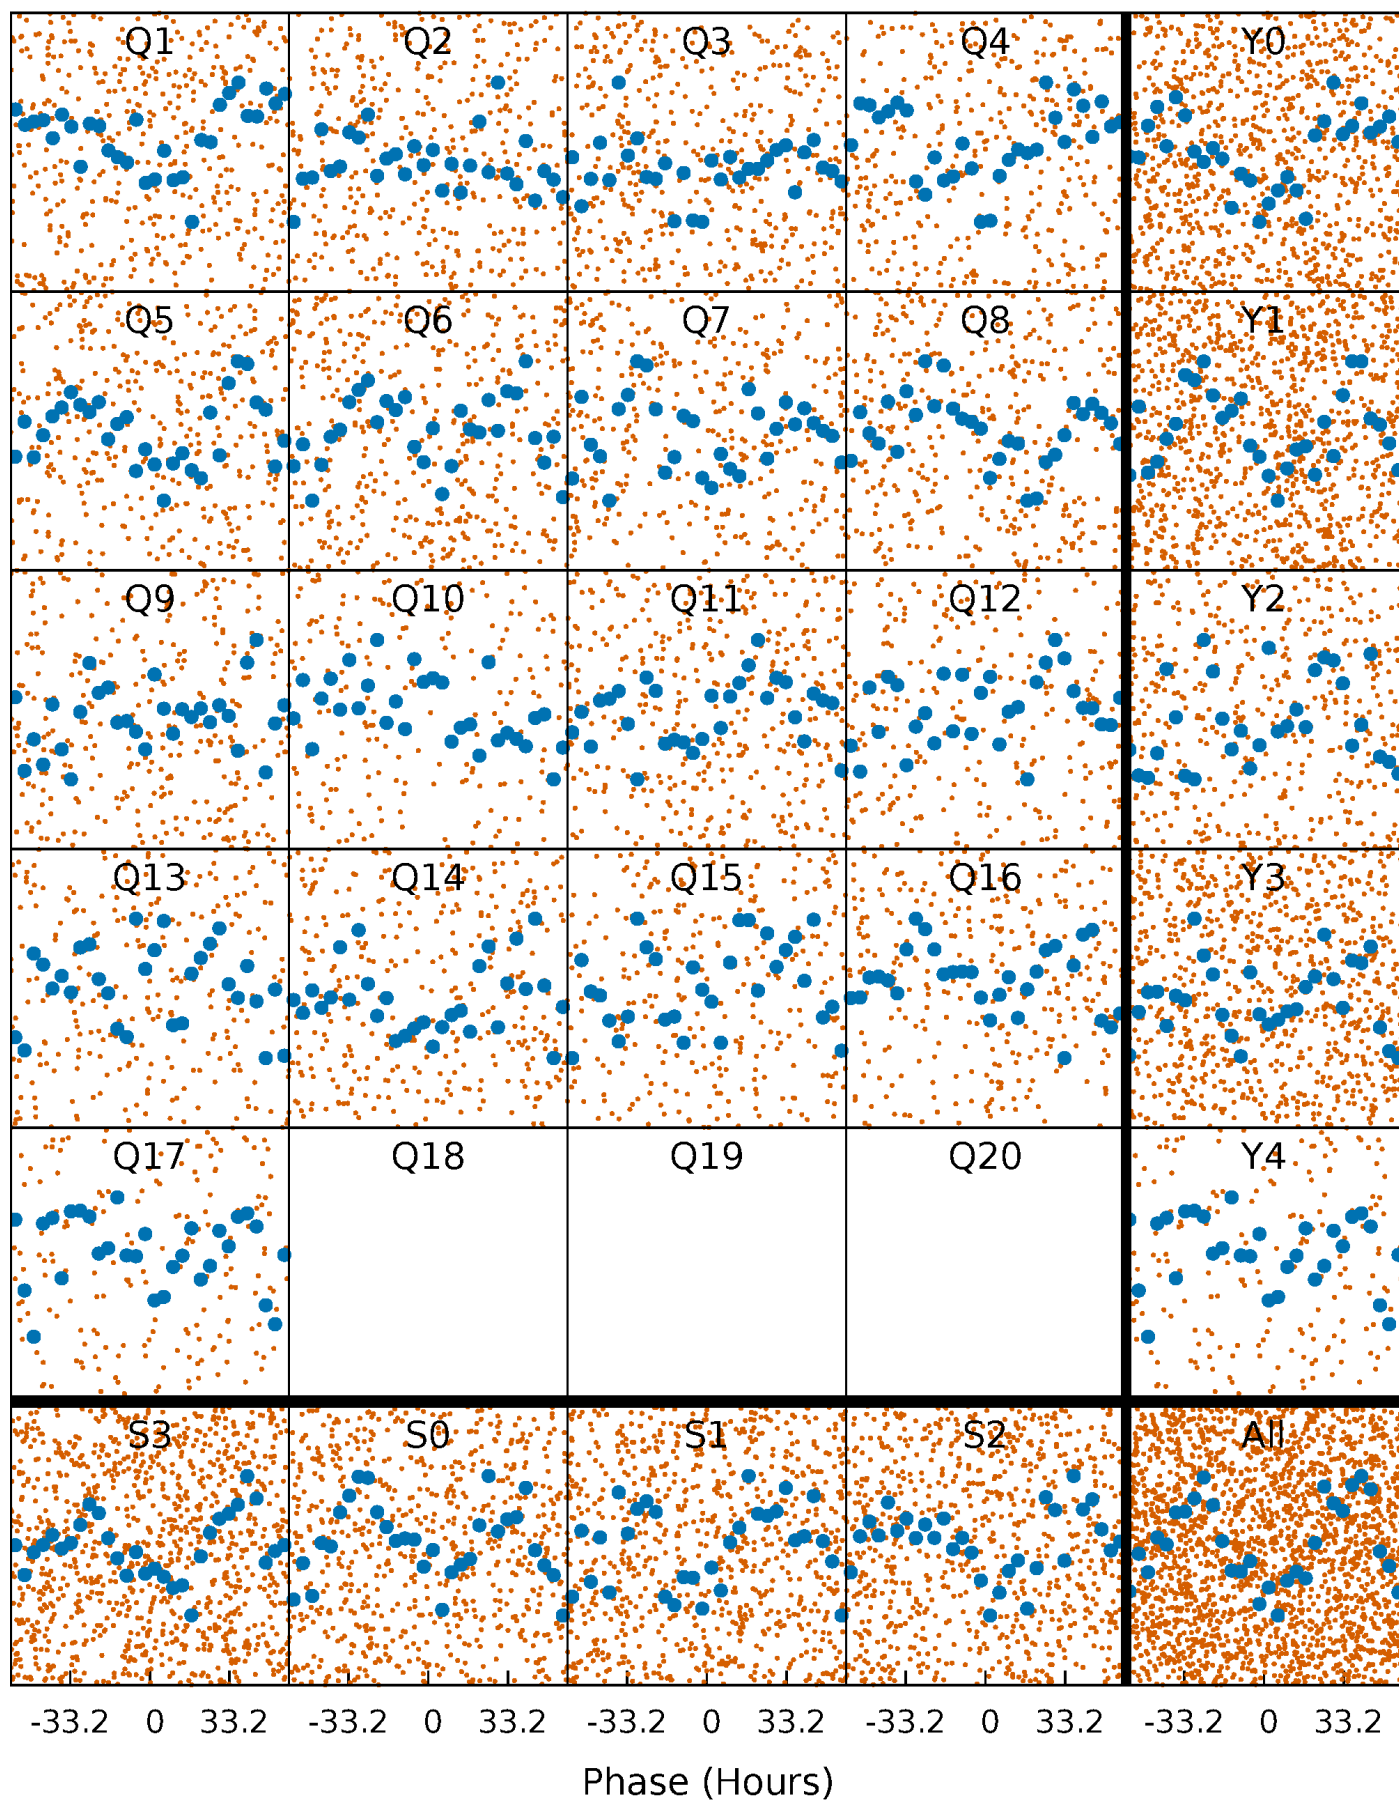 Q1 Q2 Q3 Q4 Y0
Q5 Q6 Q7 Q8 Y1
Q9 Q10 Q11 Q12 Y2
Q13 Q14 Q15 Q16 Y3
Q17 Q18 Q19 Q20 Y4
S3 S0 S1 S2 All
-33.2 0 33.2 -33.2 0 33.2 -33.2 0 33.2 -33.2 0 33.2 -33.2 0 33.2
Phase (Hours)